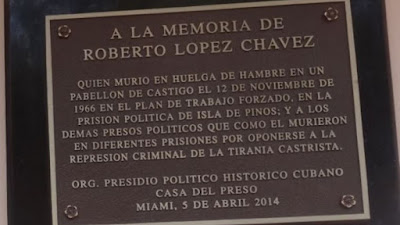 A LA MEMORIA DE
ROBERTO LOPEZ CHAVEZ
QUIEN MURIO EN HUELGA DE HAMBRE EN UN
PABELLON DE CASTIGO EL 12 DE NOVIEMBRE DE
1966 EN EL PLAN DE TRABAJO FORZADO, EN LA
PRISION POLITICA DE ISLA DE PINOS; Y A LOS
DEMAS PRESOS POLITICOS QUE COMO EL MURIERON
EN DIFERENTES PRISIONES POR OPONERSE A LA
REPRESION CRIMINAL DE LA TIRANIA CASTRISTA.
ORG. PRESIDIO POLITICO HISTORICO CUBANO
CASA DEL PRESO
MIAMI, 5 DE ABRIL 2014